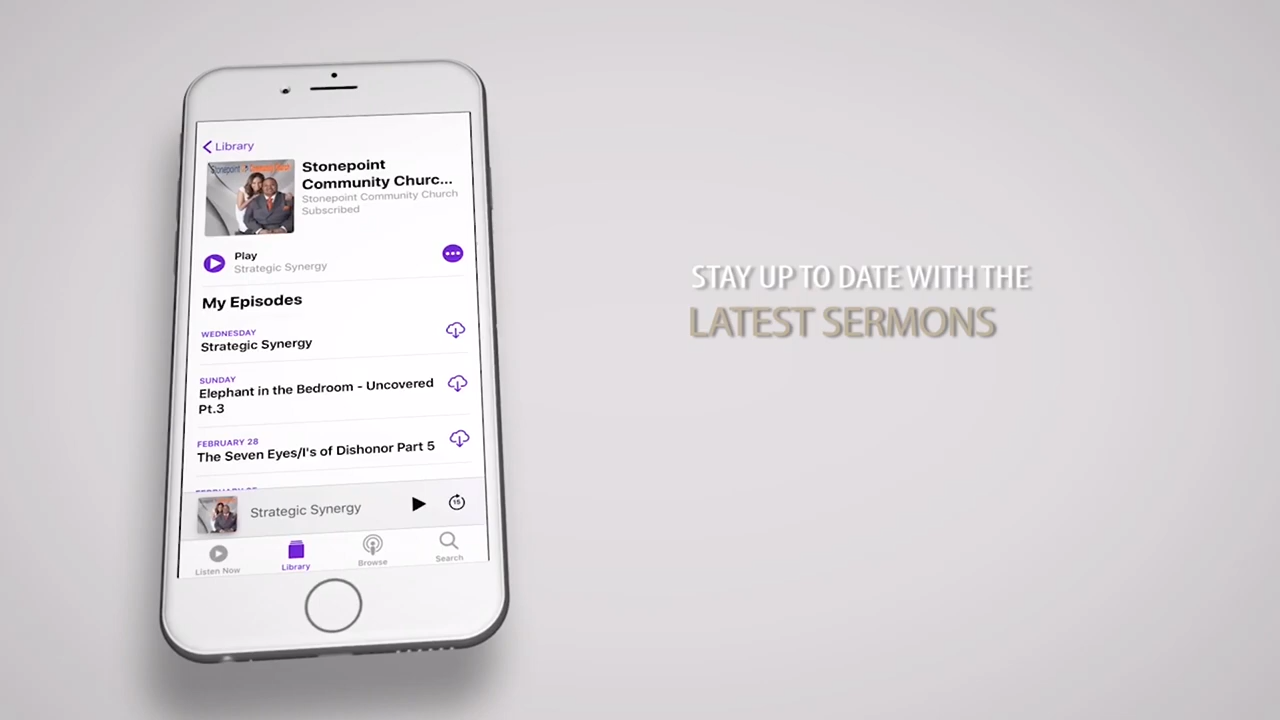 Library
Stonepoint
Community Churc...
Stonepoint Community Church
Subscribed
Play
Strategic Synergy
My Episodes
WEDNESDAY
Strategic Synergy
SUNDAY
Elephant in the Bedroom - Uncovered
Pt.3
FEBRUARY 28
The Seven Eyes/I's of Dishonor Part 5
Strategic Synergy
15
Listen Now
Library
Browse
Search
STAY UP TO DATE WITH THE
LATEST SERMONS